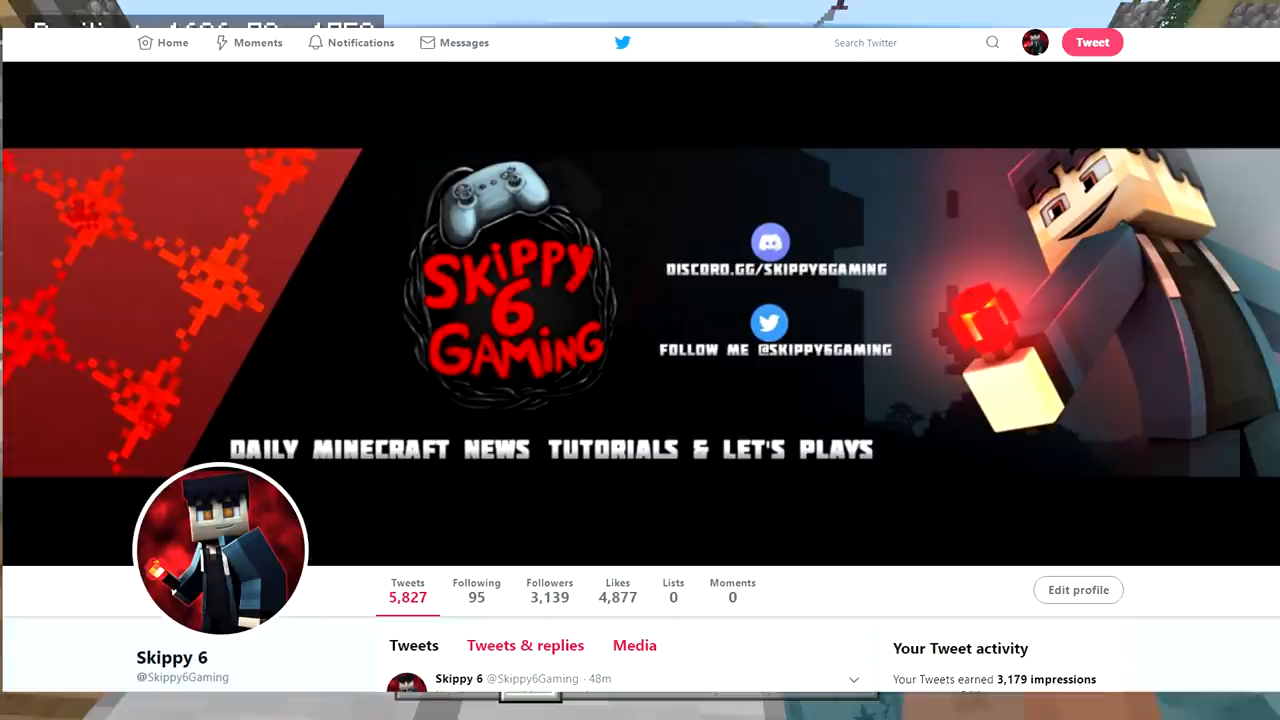 Home
Moments
Notifications
Messages
Search Twitter
Tweet
SKIPPY
6
GAMING
DISCORD.GG/SKIPPY6GAMING
FOLLOW ME @SKIPPY6GAMING
DAILY MINECRAFT NEWS TUTORIALS & LET'S PLAYS
Tweets Following Followers Likes Lists Moments
5,827 95 3,139 4,877 0 0
Edit profile
Skippy 6
@Skippy6Gaming
Tweets Tweets & replies Media
Skippy 6 @Skippy6Gaming · 48m
Your Tweet activity
Your Tweets earned 3,179 impressions